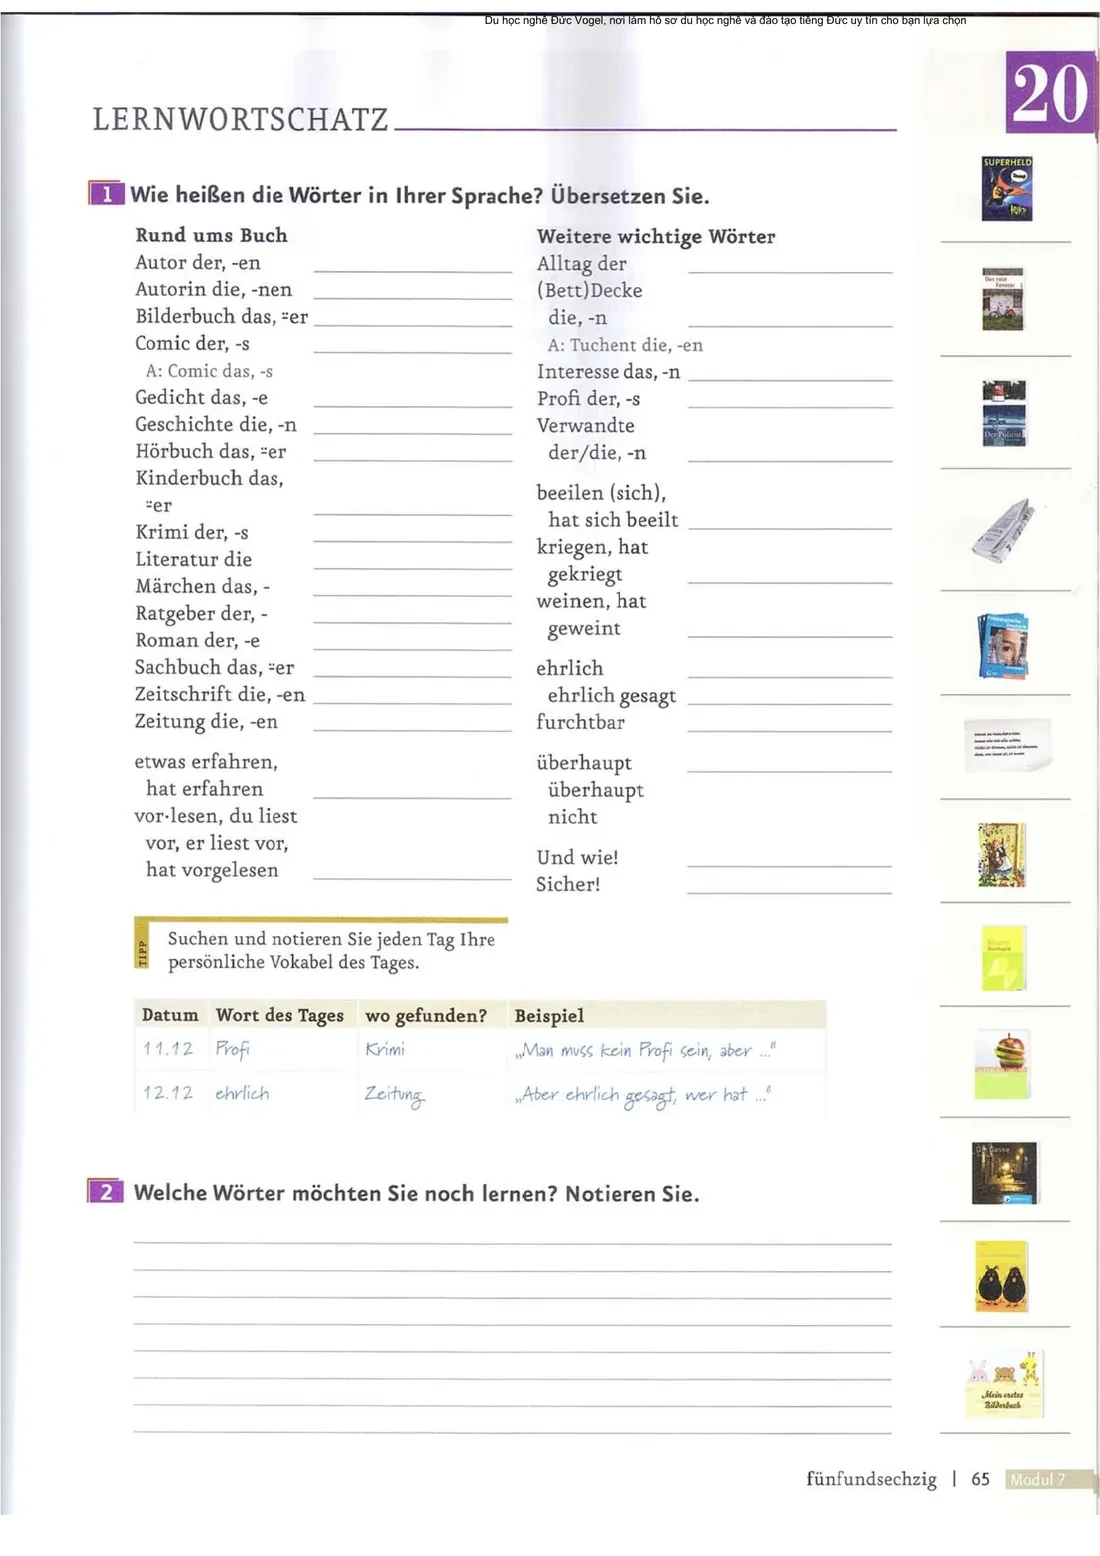 Du học nghề Đức Vogel, nơi làm hồ sơ du học nghề và đào tạo tiếng Đức uy tín cho bạn lựa chọn
20
LERNWORTSCHATZ
1 Wie heißen die Wörter in Ihrer Sprache? Übersetzen Sie.
Rund ums Buch
Autor der, -en
Autorin die, -nen
Bilderbuch das, ¨-er
Comic der, -s
A: Comic das, -s
Gedicht das, -e
Geschichte die, -n
Hörbuch das, ¨-er
Kinderbuch das,
¨-er
Krimi der, -s
Literatur die
Märchen das, -
Ratgeber der, -
Roman der, -e
Sachbuch das, ¨-er
Zeitschrift die, -en
Zeitung die, -en
etwas erfahren,
hat erfahren
vor·lesen, du liest
vor, er liest vor,
hat vorgelesen
Weitere wichtige Wörter
Alltag der
(Bett)Decke
die, -n
A: Tuchent die, -en
Interesse das, -n
Profi der, -s
Verwandte
der/die, -n
beeilen (sich),
hat sich beeilt
kriegen, hat
gekriegt
weinen, hat
geweint
ehrlich
ehrlich gesagt
furchtbar
überhaupt
überhaupt
nicht
Und wie!
Sicher!
TIPP
Suchen und notieren Sie jeden Tag Ihre
persönliche Vokabel des Tages.
Datum Wort des Tages wo gefunden? Beispiel
11.12 Profi Krimi „Man muss kein Profi sein, aber ..."
12.12 ehrlich Zeitung „Aber ehrlich gesagt, wer hat ..."
2 Welche Wörter möchten Sie noch lernen? Notieren Sie.
SUPERHELD
Das rote
Fenster
Der Polizist
Mein erstes
Bilderbuch
fünfundsechzig | 65 Modul 7